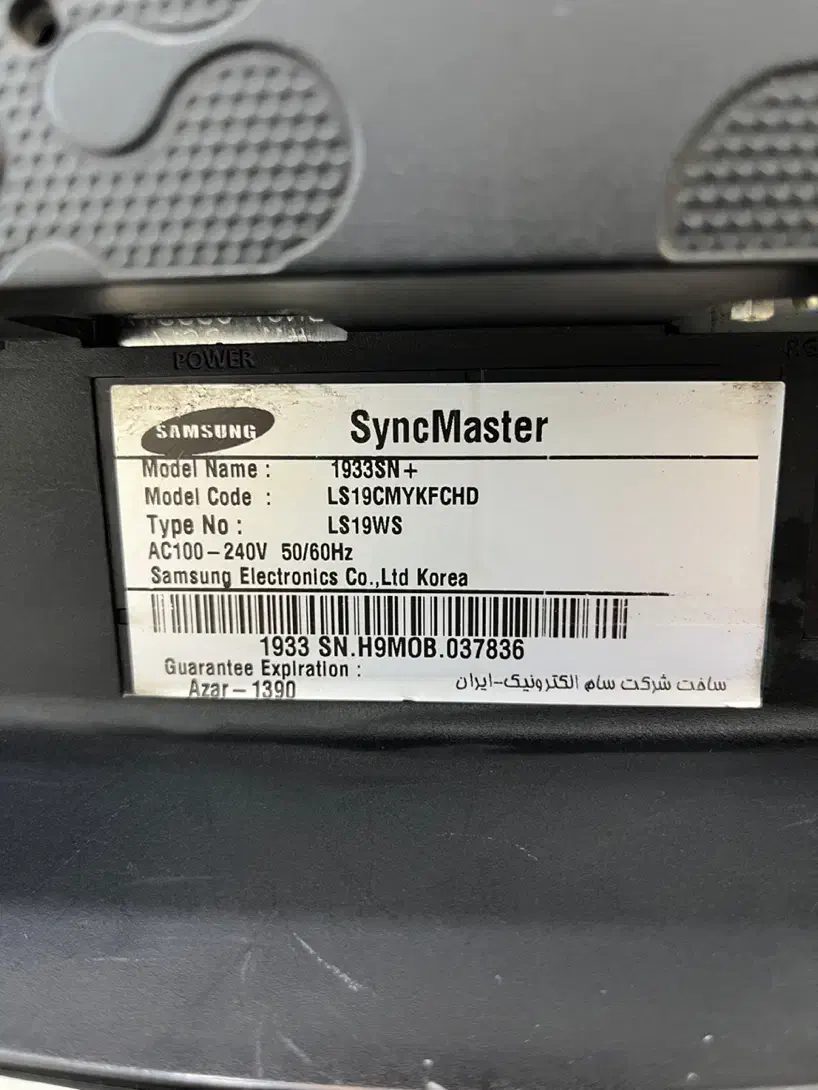 POWER
SAMSUNG
SyncMaster
Model Name : 1933SN+
Model Code : LS19CMYKFCHD
Type No : LS19WS
AC100-240V 50/60Hz
Samsung Electronics Co.,Ltd Korea
1933 SN.H9MOB.037836
Guarantee Expiration :
Azar-1390
ساخت شرکت سام الکترونیک-ایران